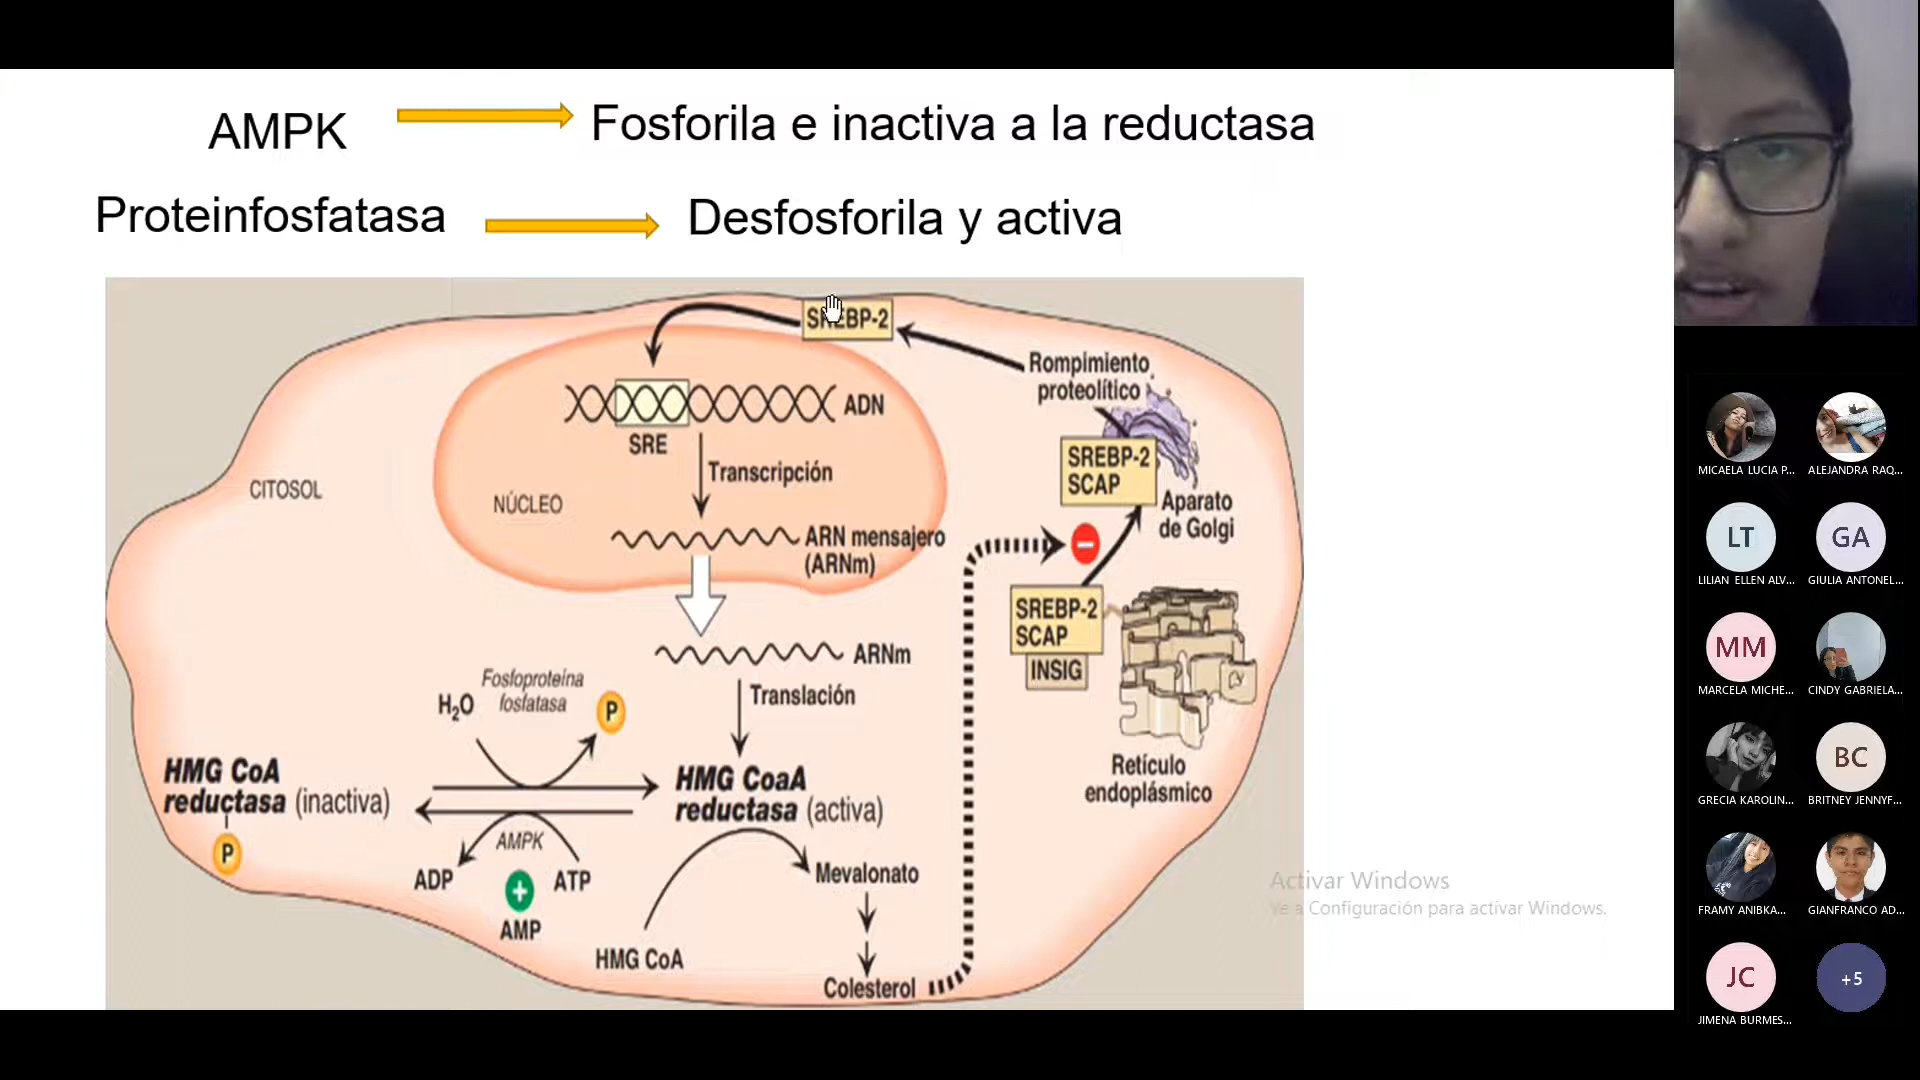 AMPK
Fosforila e inactiva a la reductasa
Proteinfosfatasa
Desfosforila y activa
SREBP-2
Rompimiento
proteolítico
ADN
SRE
SREBP-2
SCAP
Transcripción
CITOSOL
NÚCLEO
Aparato
de Golgi
ARN mensajero
(ARNm)
SREBP-2
SCAP
INSIG
ARNm
Fosfoproteína
fosfatasa
H2O
P
Translación
Retículo
endoplásmico
HMG CoA
reductasa (inactiva)
P
HMG CoaA
reductasa (activa)
AMPK
ADP
ATP
+
AMP
Mevalonato
HMG CoA
Colesterol
Activar Windows
Ve a Configuración para activar Windows.
MICAELA LUCIA P...
ALEJANDRA RAQ...
LT
GA
LILIAN ELLEN ALV...
GIULIA ANTONEL...
MM
MARCELA MICHE...
CINDY GABRIELA...
BC
GRECIA KAROLIN...
BRITNEY JENNYF...
FRAMY ANIBKA...
GIANFRANCO AD...
JC
+5
JIMENA BURMES...